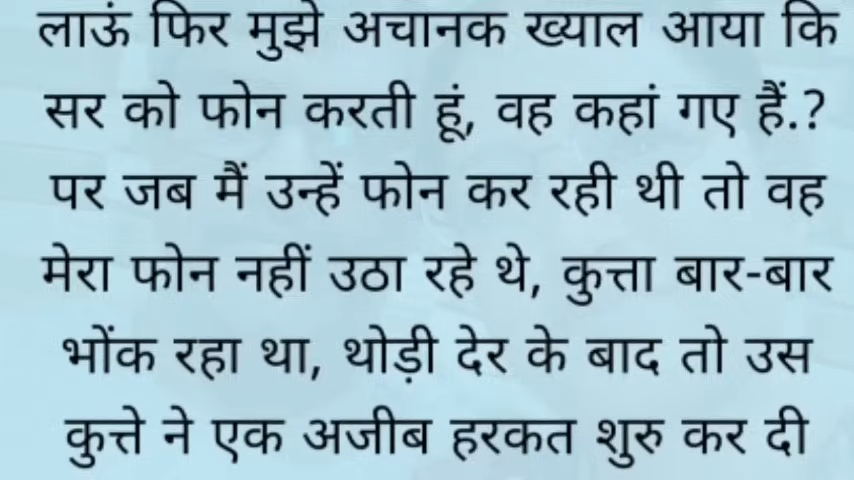 लाऊं फिर मुझे अचानक ख्याल आया कि
सर को फोन करती हूं, वह कहां गए हैं.?
पर जब मैं उन्हें फोन कर रही थी तो वह
मेरा फोन नहीं उठा रहे थे, कुत्ता बार-बार
भोंक रहा था, थोड़ी देर के बाद तो उस
कुत्ते ने एक अजीब हरकत शुरु कर दी